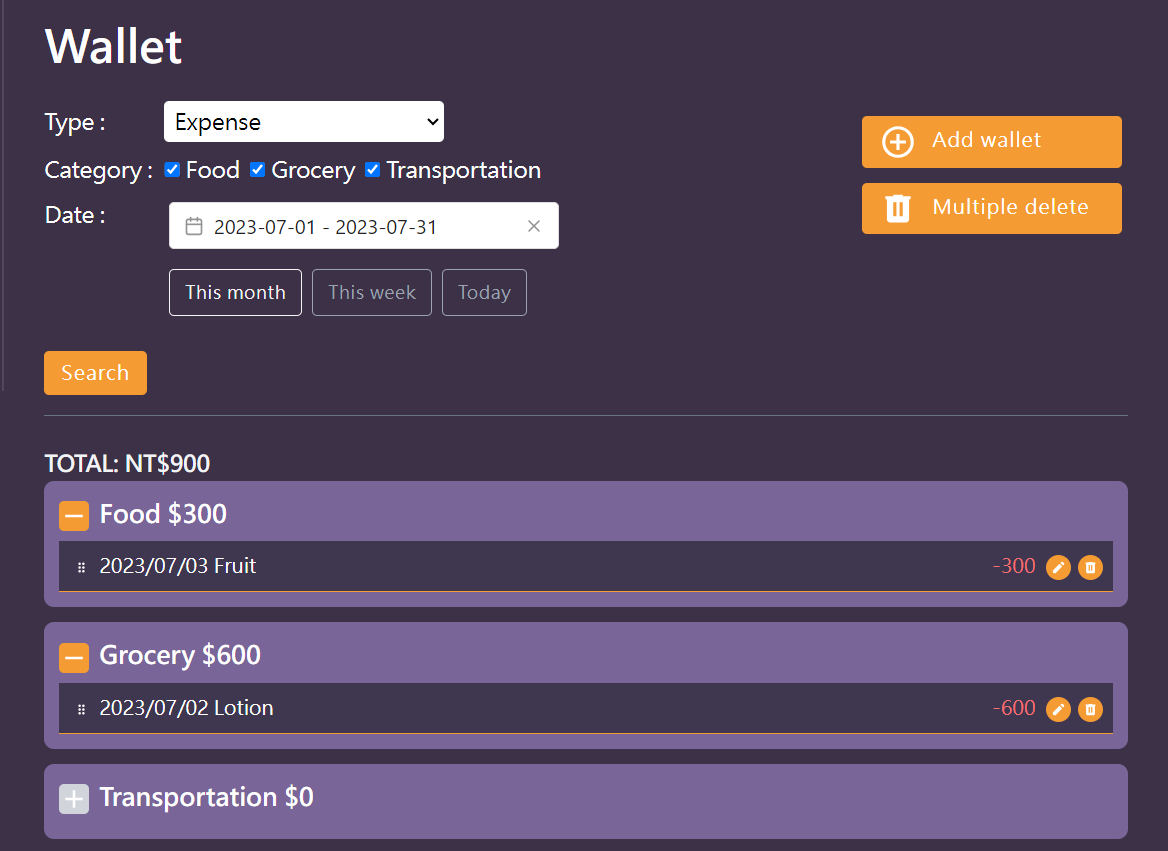 Wallet
Type :
Expense
Add wallet
Category :
Food
Grocery
Transportation
Multiple delete
Date :
2023-07-01 - 2023-07-31
This month
This week
Today
Search
TOTAL: NT$900
Food $300
2023/07/03 Fruit
-300
Grocery $600
2023/07/02 Lotion
-600
Transportation $0